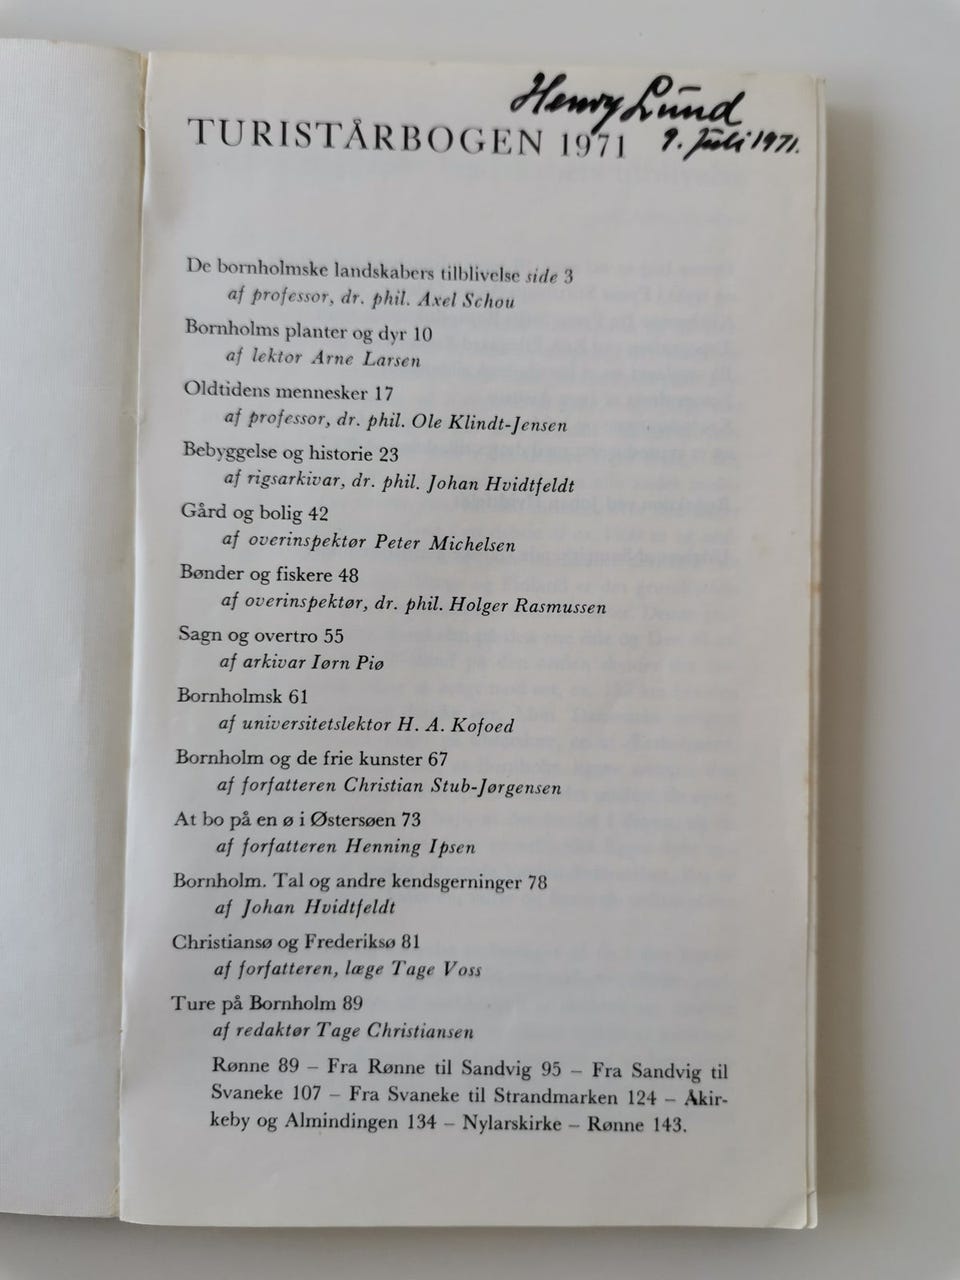 Henry Lund
TURISTÅRBOGEN 1971 9. Juli 1971.
De bornholmske landskabers tilblivelse side 3
af professor, dr. phil. Axel Schou
Bornholms planter og dyr 10
af lektor Arne Larsen
Oldtidens mennesker 17
af professor, dr. phil. Ole Klindt-Jensen
Bebyggelse og historie 23
af rigsarkivar, dr. phil. Johan Hvidtfeldt
Gård og bolig 42
af overinspektør Peter Michelsen
Bønder og fiskere 48
af overinspektør, dr. phil. Holger Rasmussen
Sagn og overtro 55
af arkivar Iørn Piø
Bornholmsk 61
af universitetslektor H. A. Kofoed
Bornholm og de frie kunster 67
af forfatteren Christian Stub-Jørgensen
At bo på en ø i Østersøen 73
af forfatteren Henning Ipsen
Bornholm. Tal og andre kendsgerninger 78
af Johan Hvidtfeldt
Christiansø og Frederiksø 81
af forfatteren, læge Tage Voss
Ture på Bornholm 89
af redaktør Tage Christiansen
Rønne 89 – Fra Rønne til Sandvig 95 – Fra Sandvig til
Svaneke 107 – Fra Svaneke til Strandmarken 124 – Åkir-
keby og Almindingen 134 – Nylarskirke – Rønne 143.